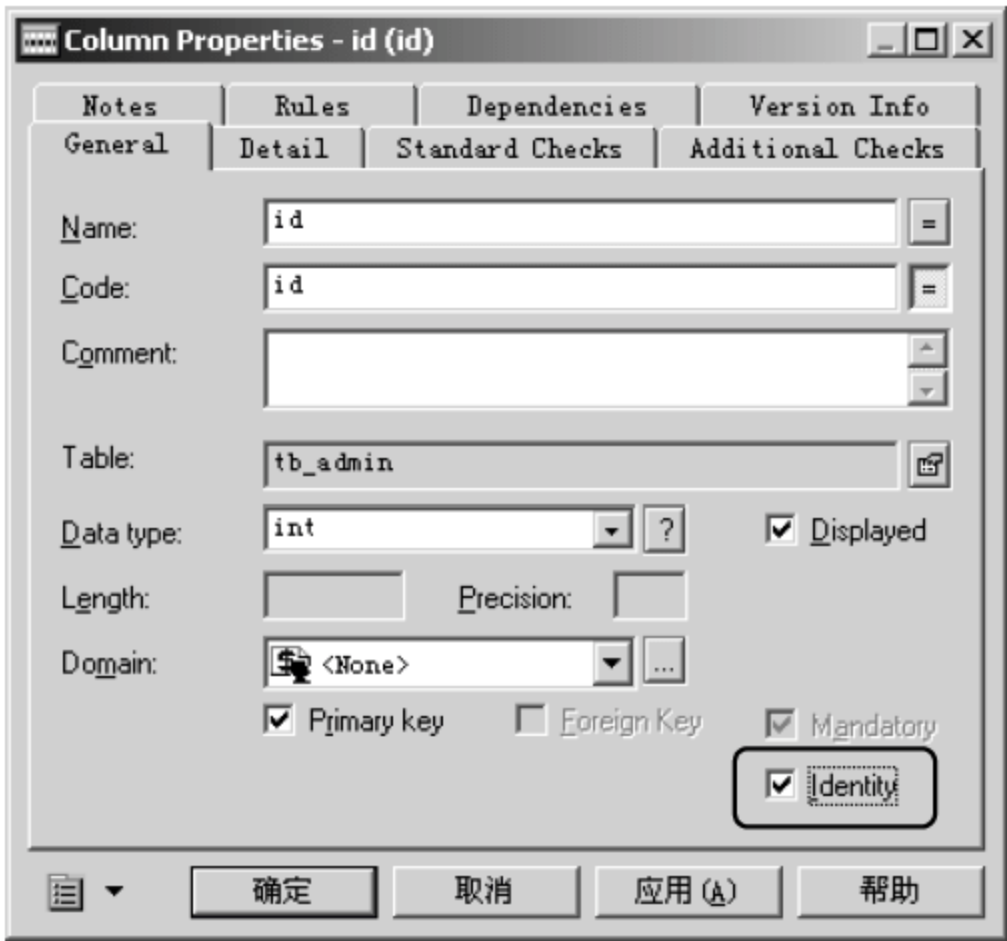 Column Properties - id (id)
Notes Rules Dependencies Version Info
General Detail Standard Checks Additional Checks
Name: id =
Code: id =
Comment:
Table: tb_admin
Data type: int ? Displayed
Length: Precision:
Domain: <None> ...
Primary key Foreign Key Mandatory
Identity
确定 取消 应用(A) 帮助